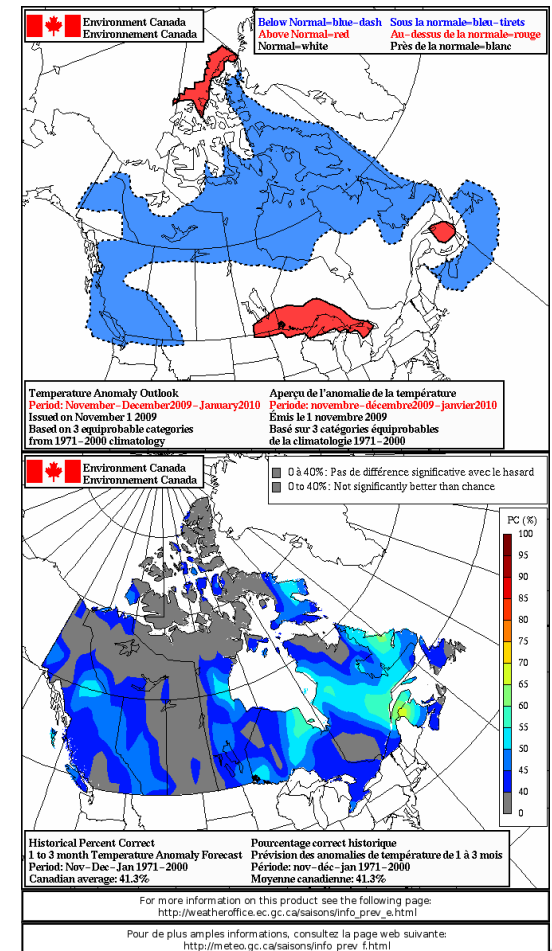 Environment Canada
Environnement Canada
Below Normal=blue-dash Sous la normale=bleu-tirets
Above Normal=red Au-dessus de la normale=rouge
Normal=white Près de la normale=blanc
Temperature Anomaly Outlook
Period: November-December2009-January2010
Issued on November 1 2009
Based on 3 equiprobable categories
from 1971-2000 climatology
Aperçu de l'anomalie de la température
Periode: novembre-décembre2009-janvier2010
Émis le 1 novembre 2009
Basé sur 3 catégories équiprobables
de la climatologie 1971-2000
Environment Canada
Environnement Canada
0 à 40%: Pas de différence significative avec le hasard
0 to 40%: Not significantly better than chance
PC (%)
100
95
90
85
80
75
70
65
60
55
50
45
40
0
Historical Percent Correct
1 to 3 month Temperature Anomaly Forecast
Period: Nov-Dec-Jan 1971-2000
Canadian average: 41.3%
Pourcentage correct historique
Prévision des anomalies de température de 1 à 3 mois
Période: nov-déc-jan 1971-2000
Moyenne canadienne: 41.3%
For more information on this product see the following page:
http://weatheroffice.ec.gc.ca/saisons/info_prev_e.html
Pour de plus amples informations, consultez la page web suivante:
http://meteo.gc.ca/saisons/info_prev_f.html